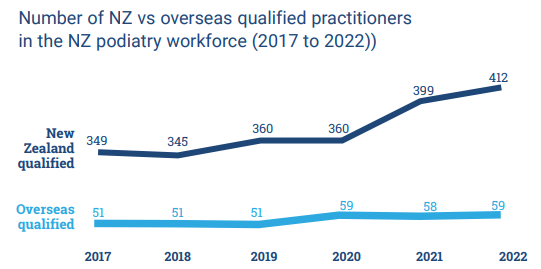 Number of NZ vs overseas qualified practitioners
in the NZ podiatry workforce (2017 to 2022))
412
399
360
360
349
345
New
Zealand
qualified
Overseas
qualified
51
51
51
59
58
59
2017
2018
2019
2020
2021
2022